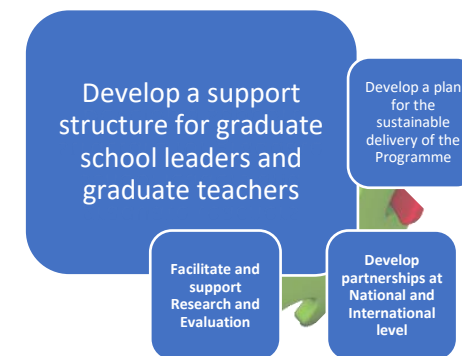 Develop a support
structure for graduate
school leaders and
graduate teachers
Develop a plan
for the
sustainable
delivery of the
Programme
Facilitate and
support
Research and
Evaluation
Develop
partnerships at
National and
International
level